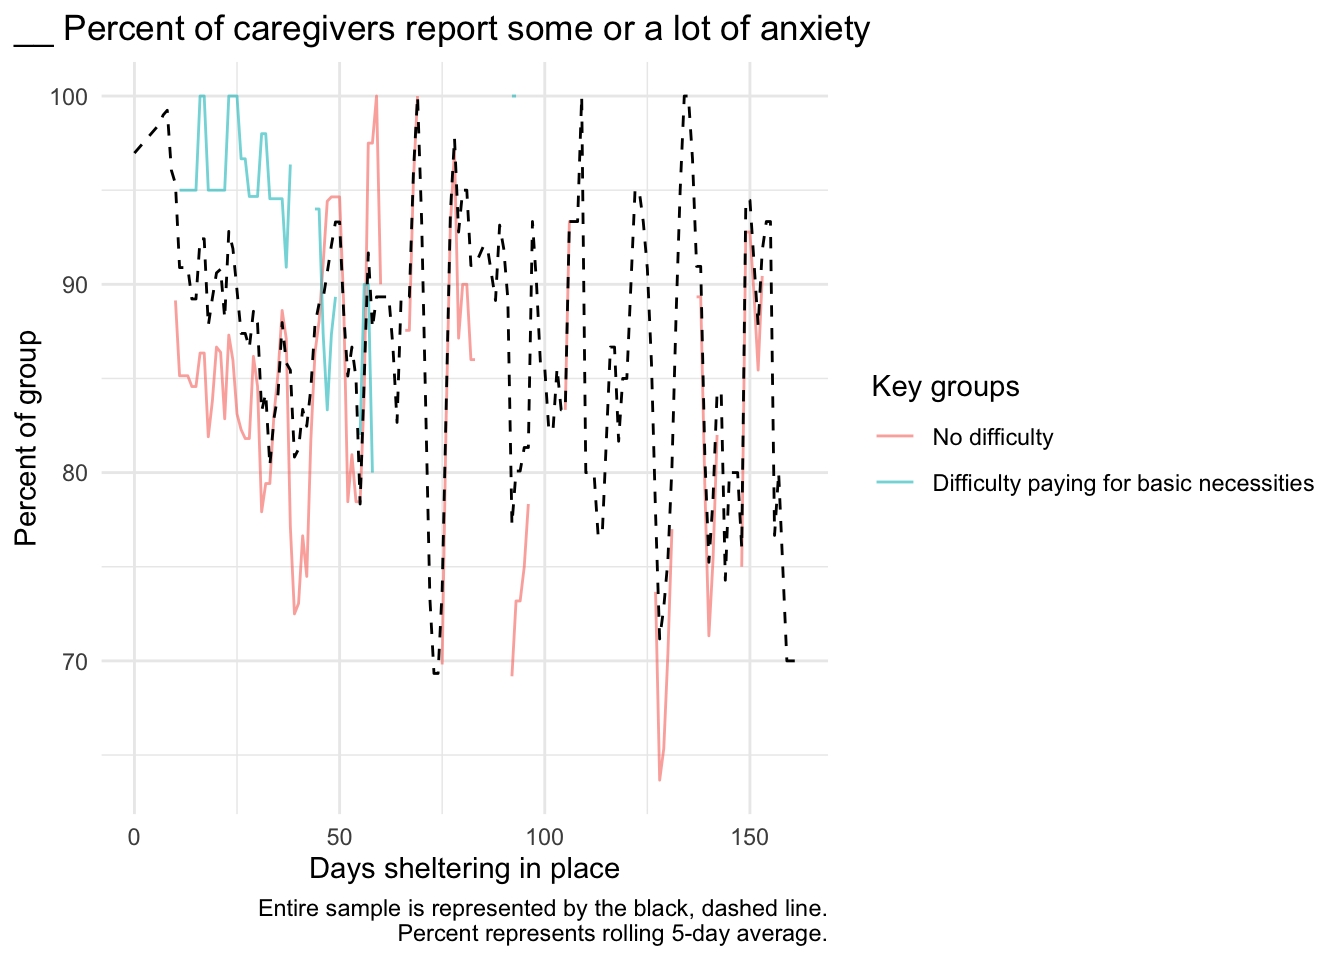 __ Percent of caregivers report some or a lot of anxiety
100
90
80
70
Percent of group
0
50
100
150
Days sheltering in place
Key groups
No difficulty
Difficulty paying for basic necessities
Entire sample is represented by the black, dashed line.
Percent represents rolling 5-day average.